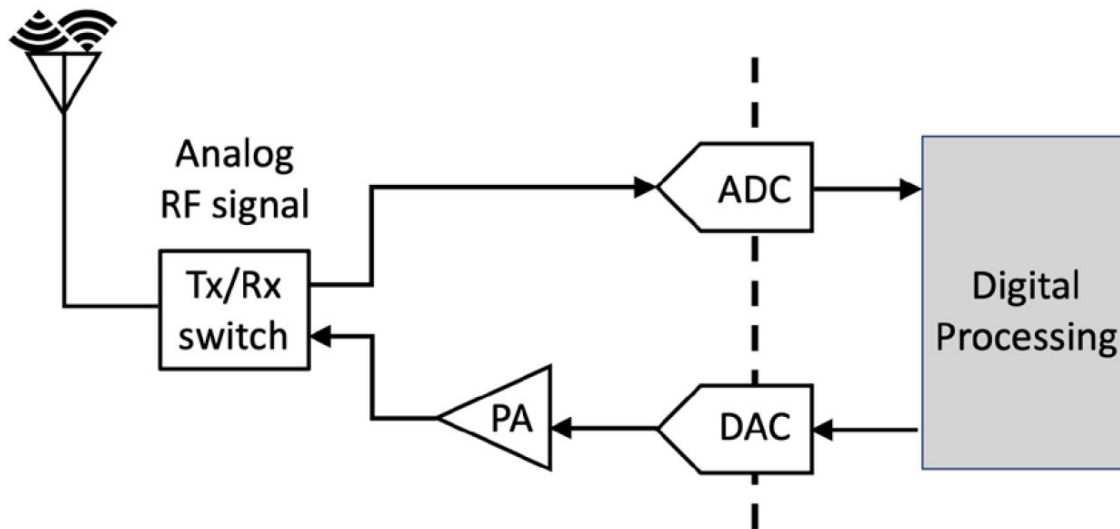 Analog
RF signal
Tx/Rx
switch
ADC
Digital
Processing
PA
DAC